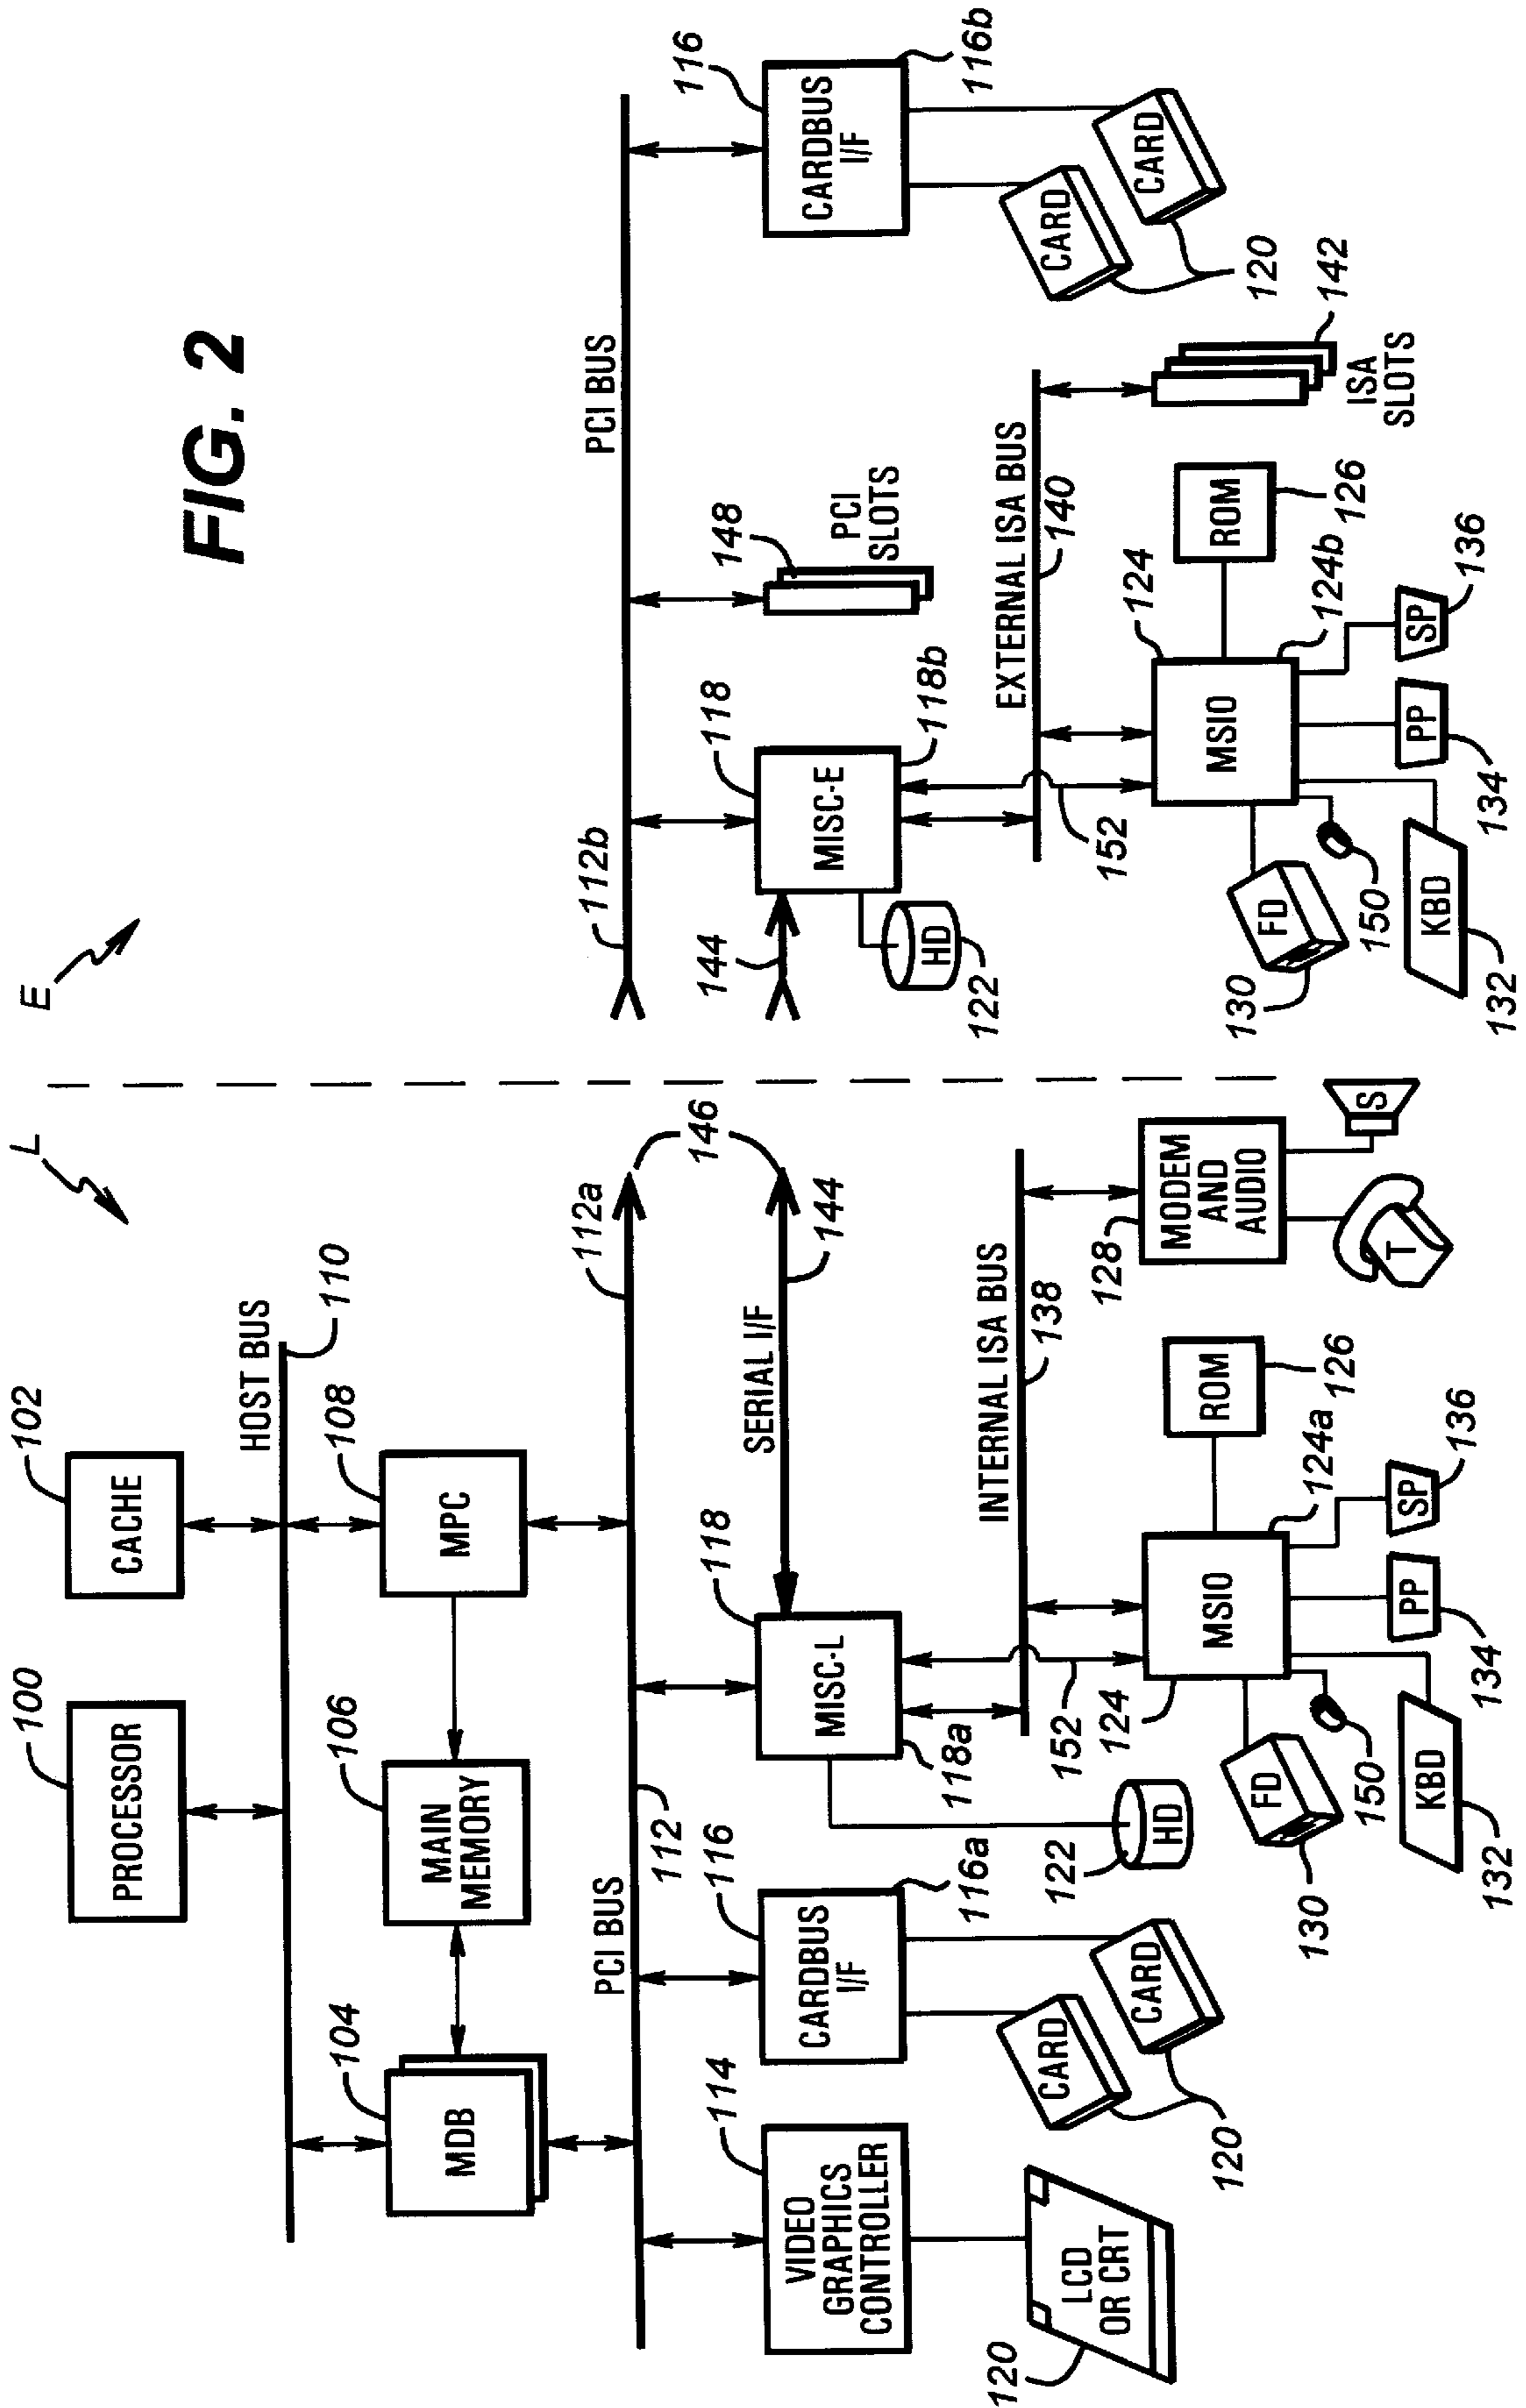 FIG. 2
L
E
100
PROCESSOR
102
CACHE
HOST BUS
110
104
MDB
106
MAIN
MEMORY
108
MPC
PCI BUS
112
112a
146
114
VIDEO
GRAPHICS
CONTROLLER
116
CARDBUS
I/F
116a
118
MISC-L
118a
SERIAL I/F
144
120
LCD
OR CRT
CARD
CARD
120
122
HD
INTERNAL ISA BUS
138
152
124
MSIO
124a
ROM
126
128
MODEM
AND
AUDIO
T
S
130
FD
150
132
KBD
134
PP
SP
136
112b
PCI BUS
144
118
MISC-E
118b
HD
122
148
PCI
SLOTS
116
CARDBUS
I/F
116b
CARD
CARD
120
EXTERNAL ISA BUS
140
152
124
MSIO
124b
ROM
126
ISA
SLOTS
142
130
FD
150
132
KBD
134
PP
SP
136